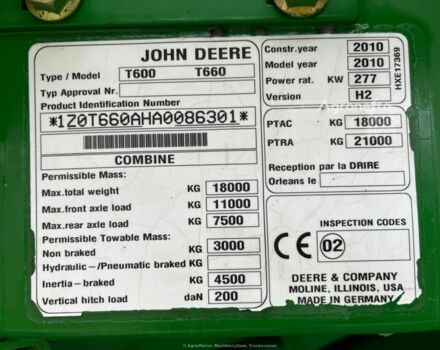 JOHN DEERE
Type / Model T600 T660
Typ Approval Nr.
Product Identification Number
*1Z0T660AHA0086301*
COMBINE
Permissible Mass:
Max.total weight KG 18000
Max.front axle load KG 11000
Max.rear axle load KG 7500
Permissible Towable Mass:
Non braked KG 3000
Hydraulic-/Pneumatic braked KG
Inertia-braked KG 4500
Vertical hitch load daN 200
Constr.year 2010
Model year 2010
Power rat. KW 277
Version H2
HXE17369
PTAC KG 18000
PTRA KG 21000
Reception par la DRIRE
Orleans le
INSPECTION CODES
CE 02
DEERE & COMPANY
MOLINE, ILLINOIS, USA
MADE IN GERMANY
Agroline
© Agroline, MachineryZone, Truckscorner